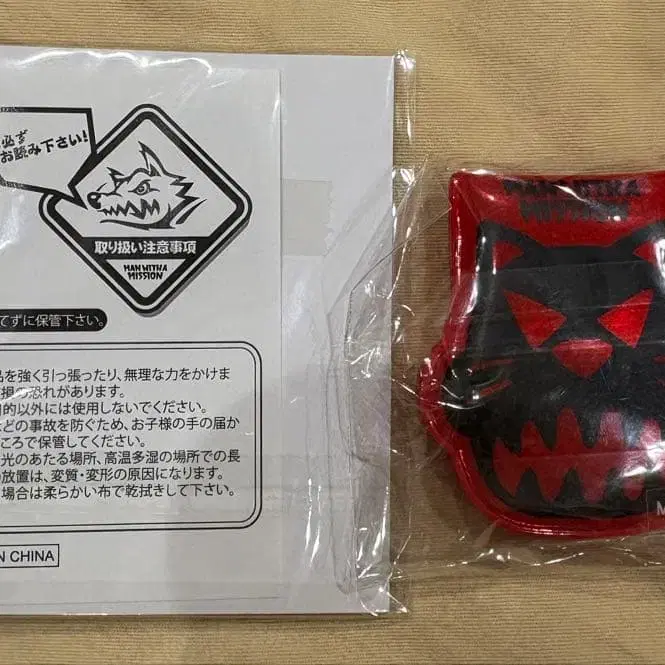 必ず
お読み下さい!
取り扱い注意事項
MAN WITH A
MISSION
てずに保管下さい。
品を強く引っ張ったり、無理な力をかけま
損の恐れがあります。
的以外には使用しないでください。
どの事故を防ぐため、お子様の手の届か
ころで保管してください。
光のあたる場所、高温多湿の場所での長
放置は、変質・変形の原因になります。
場合は柔らかい布で乾拭きして下さい。
N CHINA
MAN WITH A
MISSION
M